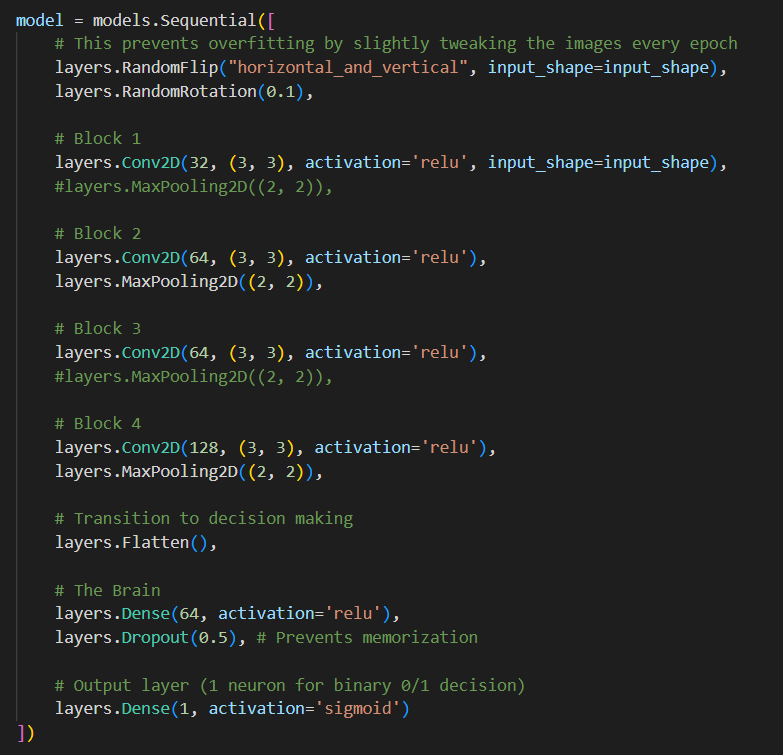 model = models.Sequential([
    # This prevents overfitting by slightly tweaking the images every epoch
    layers.RandomFlip("horizontal_and_vertical", input_shape=input_shape),
    layers.RandomRotation(0.1),

    # Block 1
    layers.Conv2D(32, (3, 3), activation='relu', input_shape=input_shape),
    #layers.MaxPooling2D((2, 2)),

    # Block 2
    layers.Conv2D(64, (3, 3), activation='relu'),
    layers.MaxPooling2D((2, 2)),

    # Block 3
    layers.Conv2D(64, (3, 3), activation='relu'),
    #layers.MaxPooling2D((2, 2)),

    # Block 4
    layers.Conv2D(128, (3, 3), activation='relu'),
    layers.MaxPooling2D((2, 2)),

    # Transition to decision making
    layers.Flatten(),

    # The Brain
    layers.Dense(64, activation='relu'),
    layers.Dropout(0.5), # Prevents memorization

    # Output layer (1 neuron for binary 0/1 decision)
    layers.Dense(1, activation='sigmoid')
])